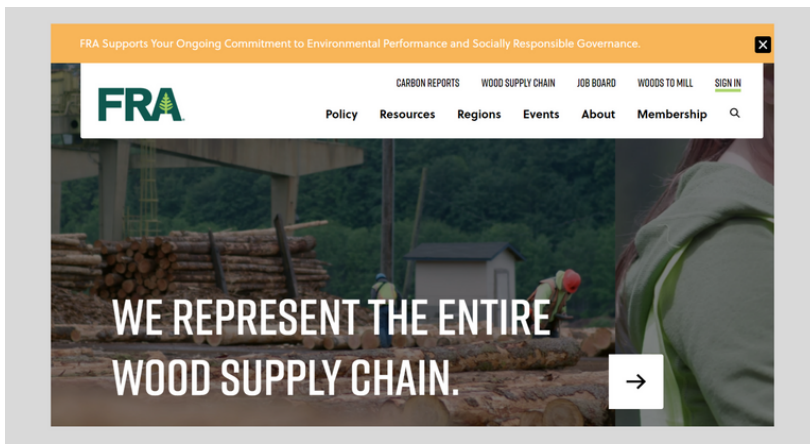 FRA Supports Your Ongoing Commitment to Environmental Performance and Socially Responsible Governance.
CARBON REPORTS WOOD SUPPLY CHAIN JOB BOARD WOODS TO MILL SIGN IN
FRA
Policy Resources Regions Events About Membership
WE REPRESENT THE ENTIRE
WOOD SUPPLY CHAIN.